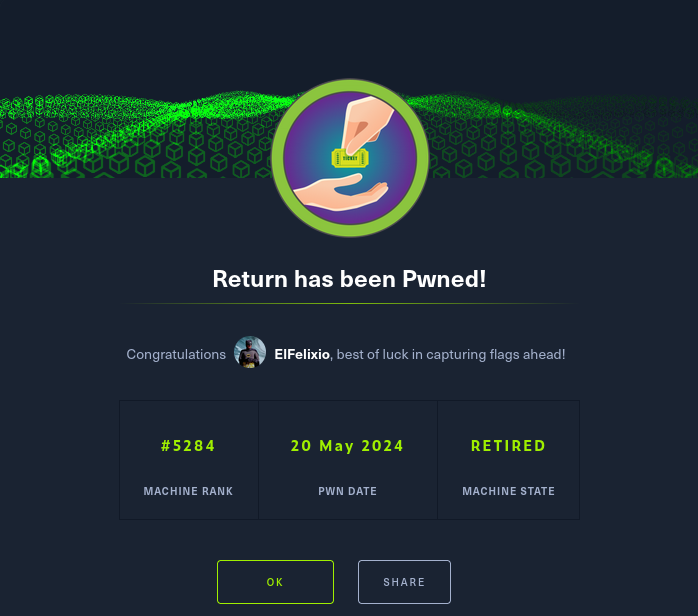 Return has been Pwned!
Congratulations ElFelixio, best of luck in capturing flags ahead!
#5284 20 May 2024 RETIRED
MACHINE RANK PWN DATE MACHINE STATE
OK SHARE